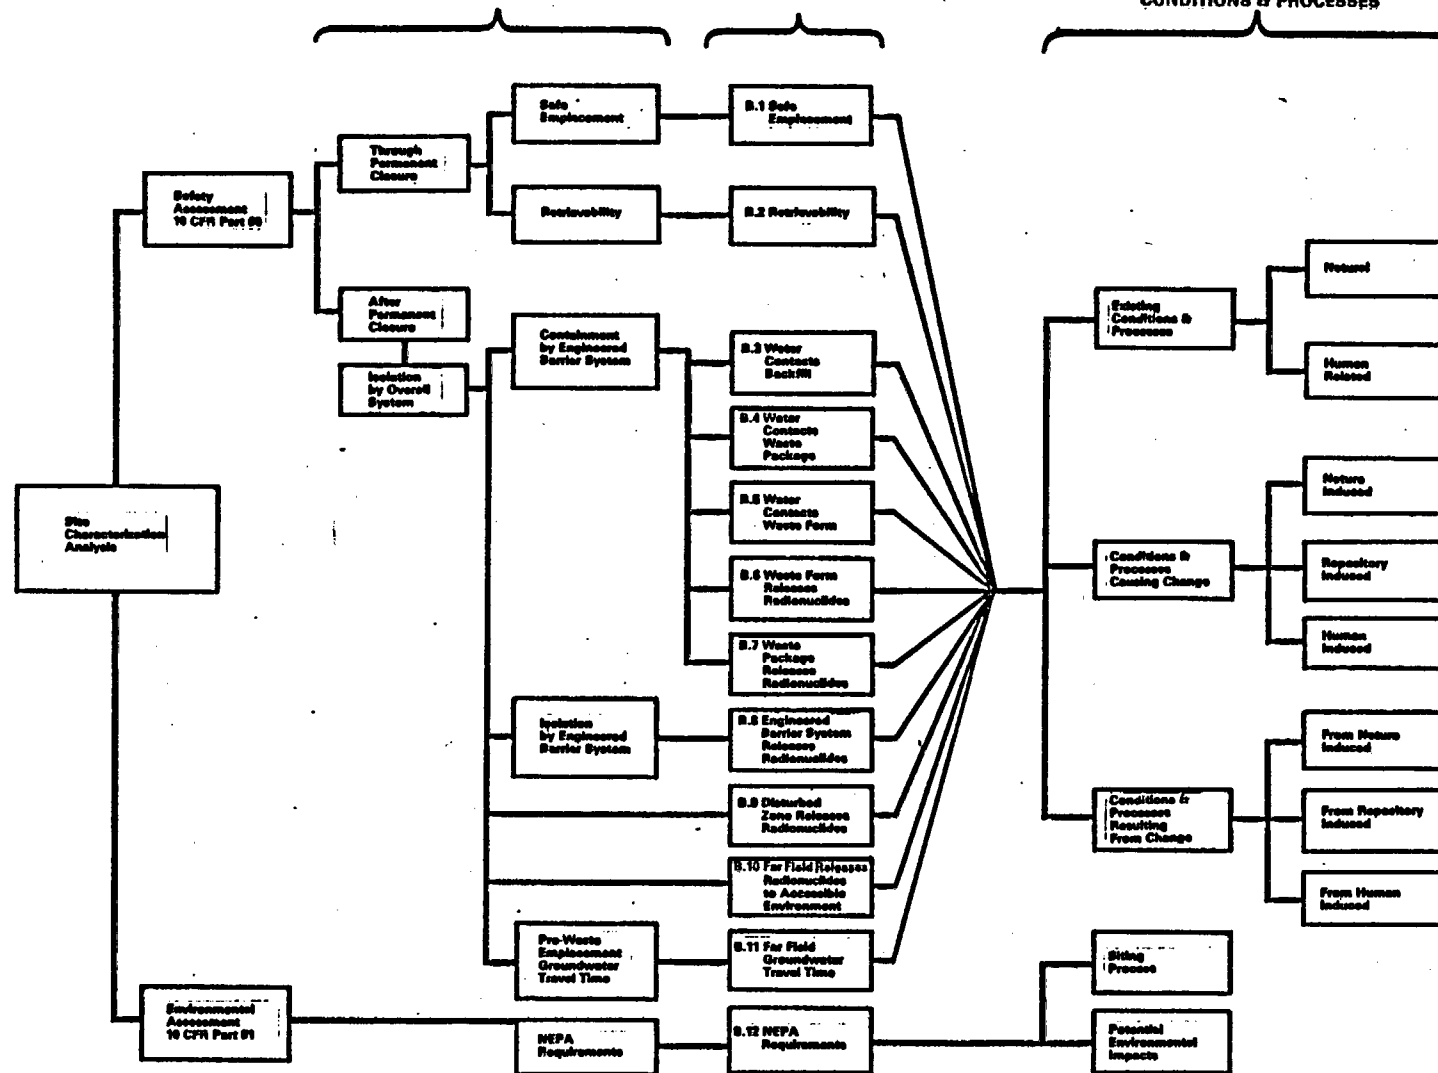 CONDITIONS & PROCESSES
Safe
Emplacement
B.1 Safe
Emplacement
Through
Permanent
Closure
Safety
Assessment
10 CFR Part 60
Retrievability
B.2 Retrievability
Natural
After
Permanent
Closure
Existing
Conditions &
Processes
Containment
by Engineered
Barrier System
B.3 Water
Contacts
Backfill
Human
Related
Isolation
by Overall
System
B.4 Water
Contacts
Waste
Package
Nature
Induced
Site
Characterization
Analysis
B.5 Water
Contacts
Waste Form
Conditions &
Processes
Causing Change
Repository
Induced
B.6 Waste Form
Releases
Radionuclides
Human
Induced
B.7 Waste
Package
Releases
Radionuclides
Isolation
by Engineered
Barrier System
B.8 Engineered
Barrier System
Releases
Radionuclides
From Nature
Induced
B.9 Disturbed
Zone Releases
Radionuclides
Conditions &
Processes
Resulting
From Change
From Repository
Induced
B.10 Far Field Releases
Radionuclides
to Accessible
Environment
From Human
Induced
Pre-Waste
Emplacement
Groundwater
Travel Time
B.11 Far Field
Groundwater
Travel Time
Siting
Process
Environmental
Assessment
10 CFR Part 51
NEPA
Requirements
B.12 NEPA
Requirements
Potential
Environmental
Impacts